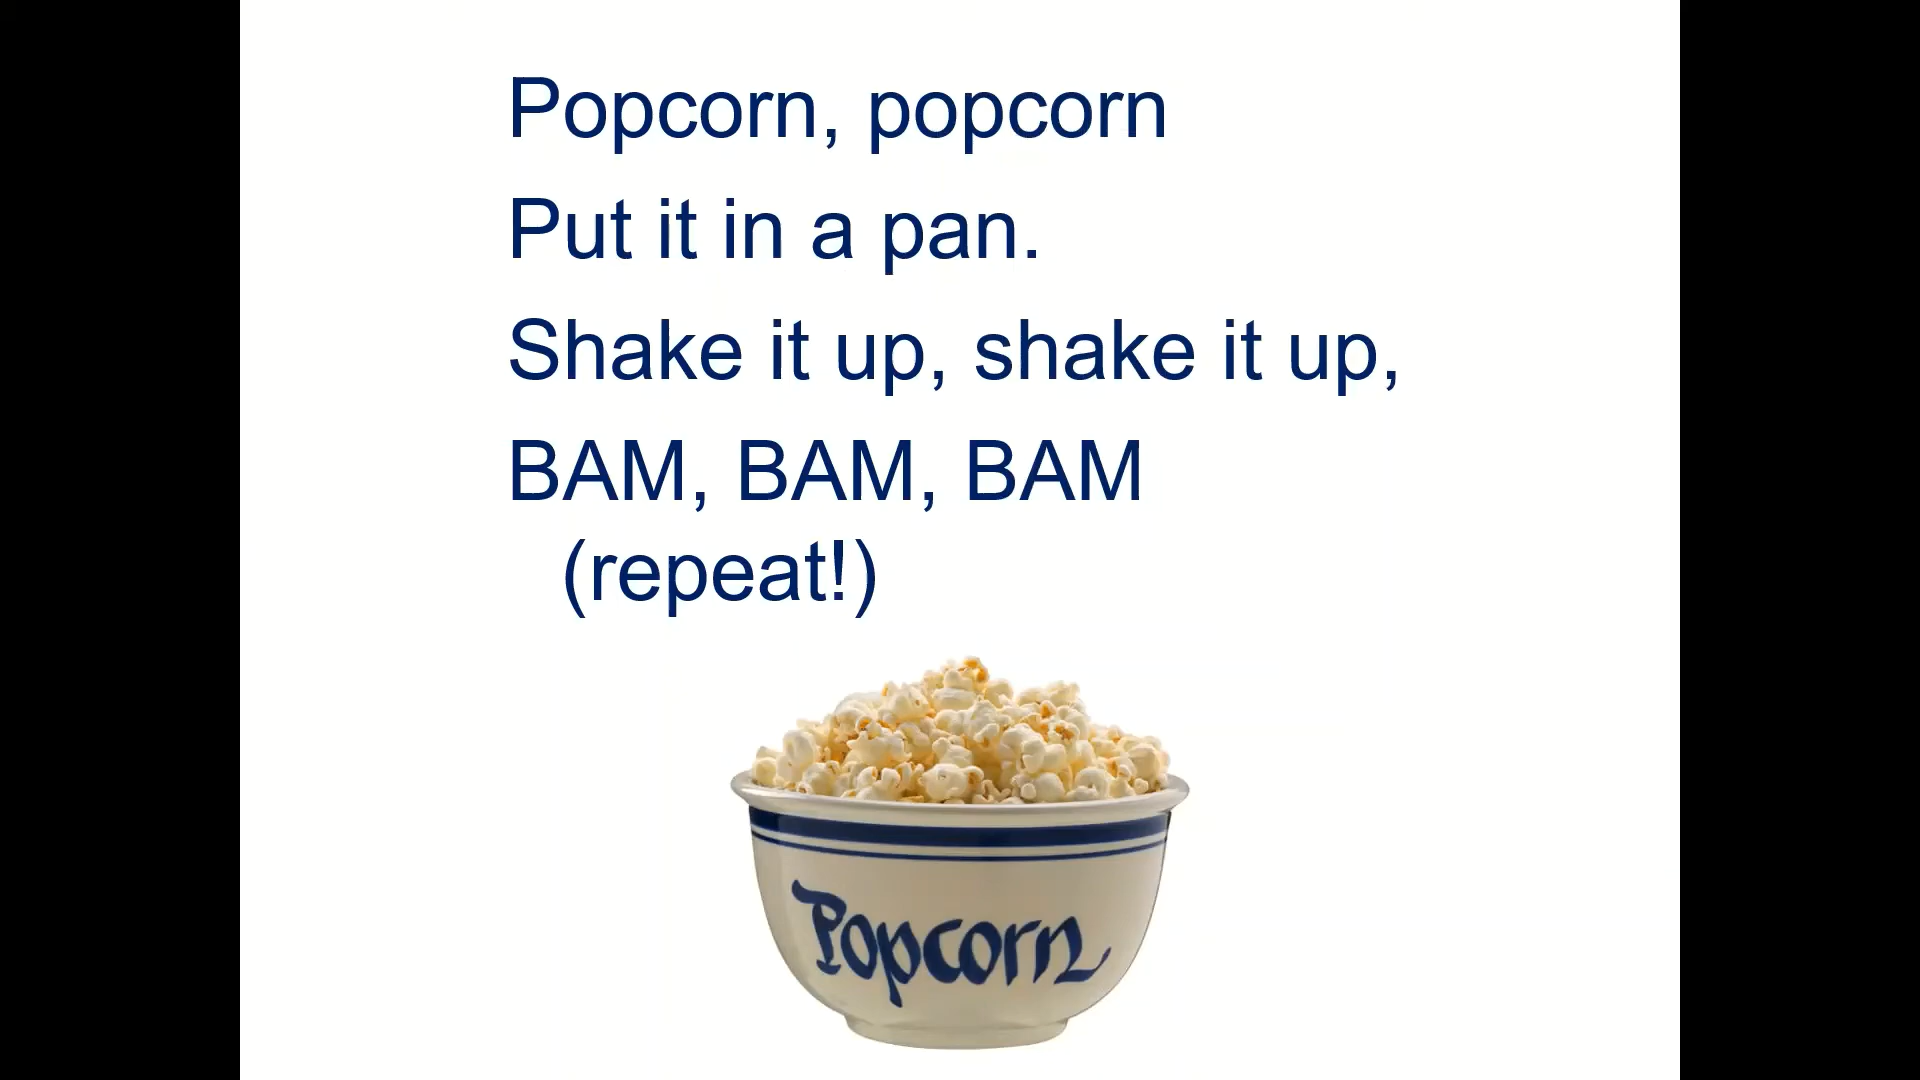 Popcorn, popcorn
Put it in a pan.
Shake it up, shake it up,
BAM, BAM, BAM
(repeat!)
Popcorn